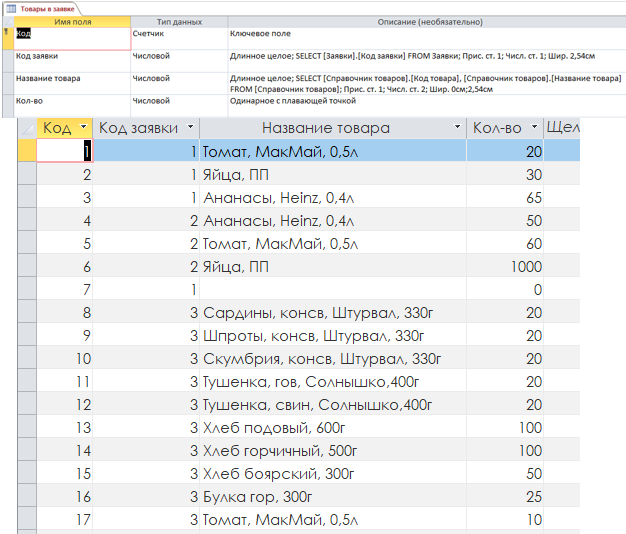 Товары в заявке
Имя поля Тип данных Описание (необязательно)
Код Счетчик Ключевое поле
Код заявки Числовой Длинное целое; SELECT [Заявки].[Код заявки] FROM Заявки; Прис. ст. 1; Числ. ст. 1; Шир. 2,54см
Название товара Числовой Длинное целое; SELECT [Справочник товаров].[Код товара], [Справочник товаров].[Название товара]
FROM [Справочник товаров]; Прис. ст. 1; Числ. ст. 2; Шир. 0см;2,54см
Кол-во Числовой Одинарное с плавающей точкой
Код Код заявки Название товара Кол-во Щел
1 1 Томат, МакМай, 0,5л 20
2 1 Яйца, ПП 30
3 1 Ананасы, Heinz, 0,4л 65
4 2 Ананасы, Heinz, 0,4л 50
5 2 Томат, МакМай, 0,5л 60
6 2 Яйца, ПП 1000
7 1 0
8 3 Сардины, консв, Штурвал, 330г 20
9 3 Шпроты, консв, Штурвал, 330г 20
10 3 Скумбрия, консв, Штурвал, 330г 20
11 3 Тушенка, гов, Солнышко,400г 20
12 3 Тушенка, свин, Солнышко,400г 20
13 3 Хлеб подовый, 600г 100
14 3 Хлеб горчичный, 500г 100
15 3 Хлеб боярский, 300г 50
16 3 Булка гор, 300г 25
17 3 Томат, МакМай, 0,5л 10